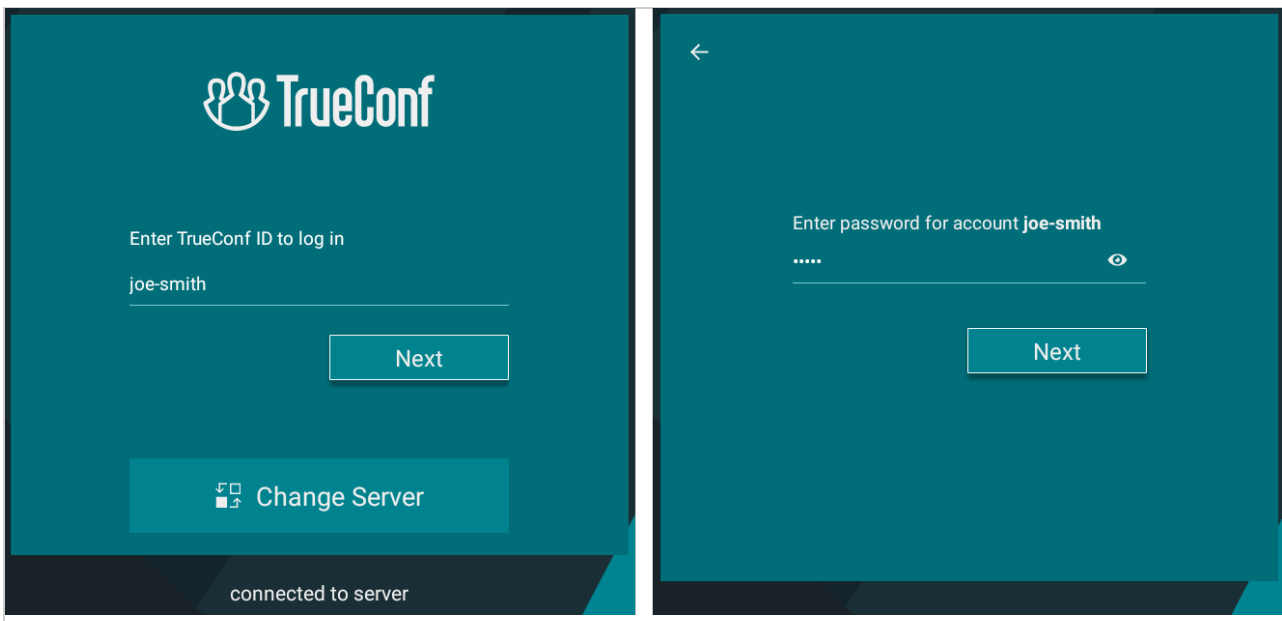 TrueConf
Enter TrueConf ID to log in
joe-smith
Next
Change Server
connected to server
Enter password for account joe-smith
•••••
Next